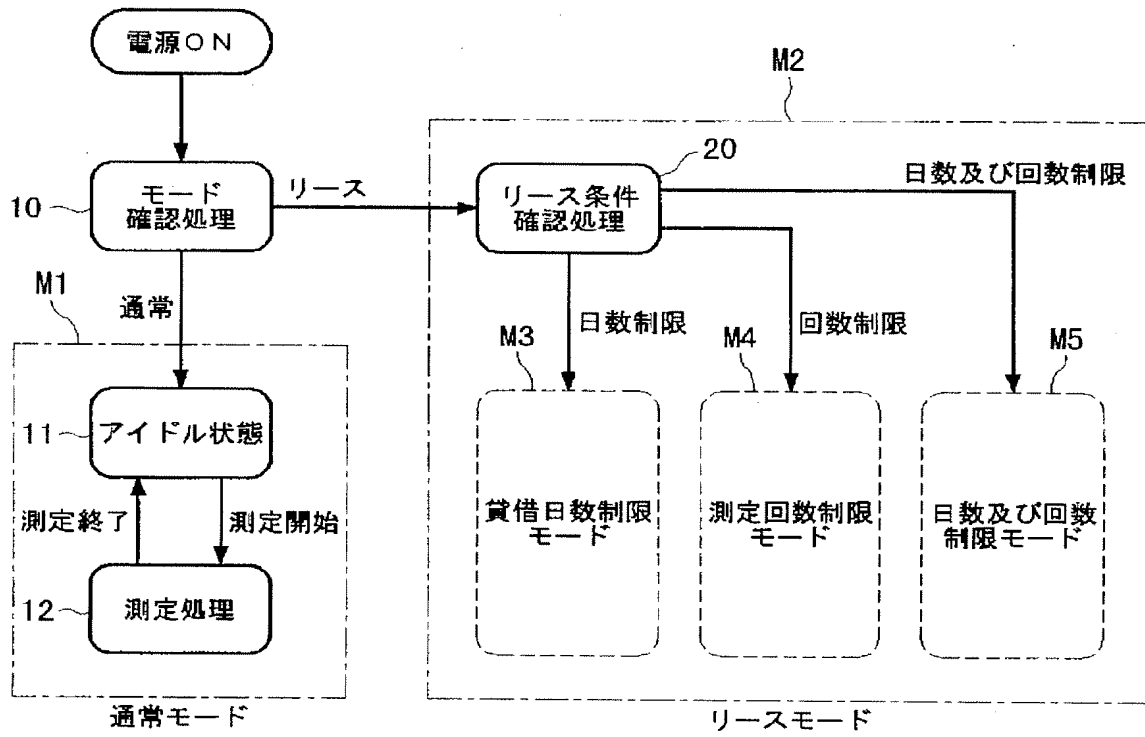 電源ON
M2
20
モード
確認処理
10
リース
リース条件
確認処理
日数及び回数制限
M1
通常
日数制限
回数制限
M3
M4
M5
11
アイドル状態
測定終了
測定開始
貸借日数制限
モード
測定回数制限
モード
日数及び回数
制限モード
12
測定処理
通常モード
リースモード